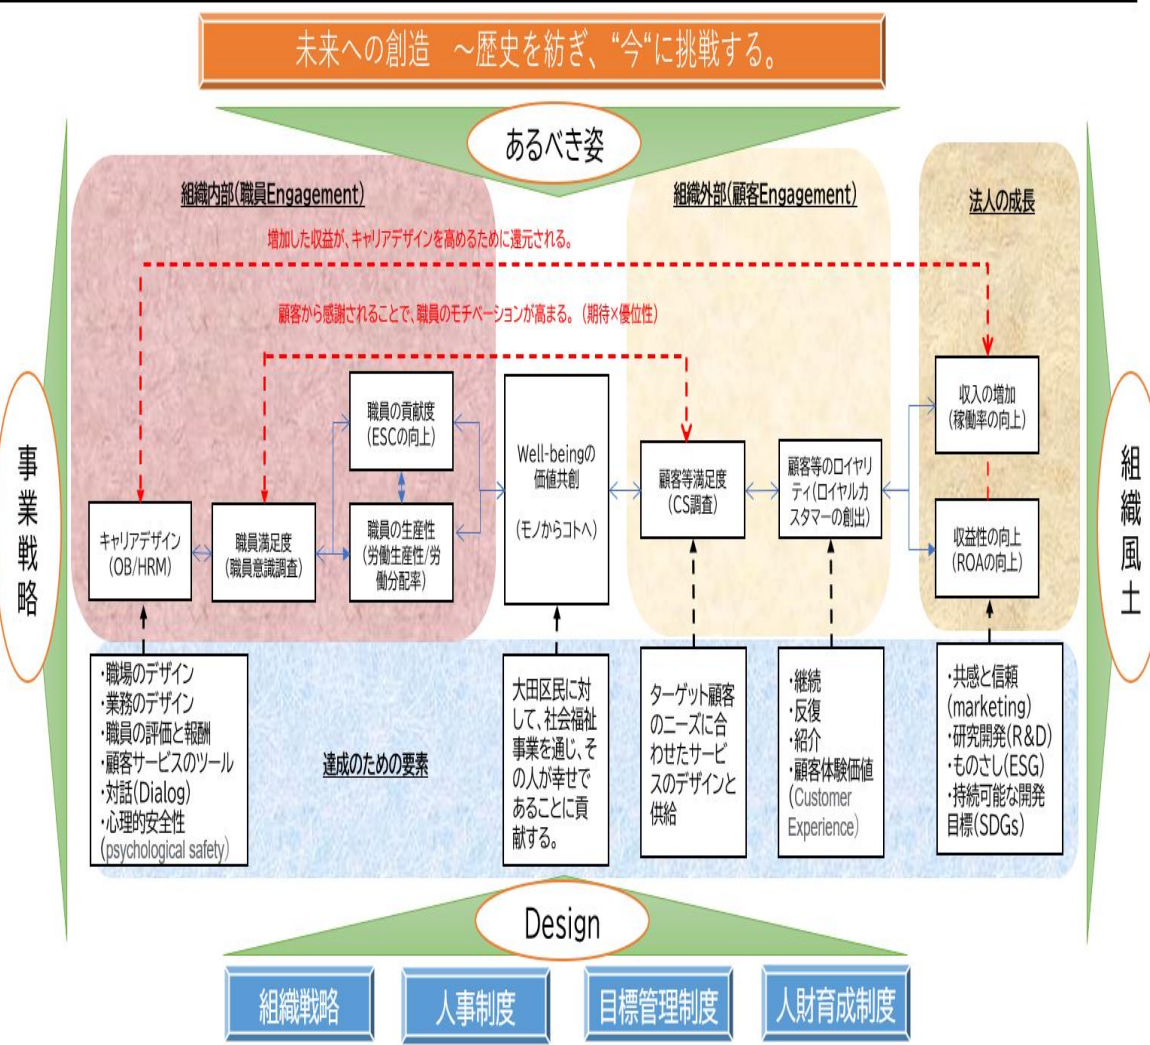 未来への創造　～歴史を紡ぎ、“今“に挑戦する。
あるべき姿
組織内部(職員Engagement)
組織外部(顧客Engagement)
法人の成長
増加した収益が、キャリアデザインを高めるために還元される。
顧客から感謝されることで、職員のモチベーションが高まる。（期待×優位性）
事業戦略
組織風土
キャリアデザイン
(OB/HRM)
職員満足度
(職員意識調査)
職員の貢献度
(ESCの向上)
職員の生産性
(労働生産性/労
働分配率)
Well-beingの
価値共創
(モノからコトへ)
顧客等満足度
(CS調査)
顧客等のロイヤリ
ティ(ロイヤルカ
スタマーの創出)
収入の増加
(稼働率の向上)
収益性の向上
(ROAの向上)
・職場のデザイン
・業務のデザイン
・職員の評価と報酬
・顧客サービスのツール
・対話(Dialog)
・心理的安全性
(psychological safety)
達成のための要素
大田区民に対
して、社会福祉
事業を通じ、そ
の人が幸せで
あることに貢
献する。
ターゲット顧客
のニーズに合
わせたサービ
スのデザインと
供給
・継続
・反復
・紹介
・顧客体験価値
(Customer
Experience)
・共感と信頼
(marketing)
・研究開発(R&D)
・ものさし(ESG)
・持続可能な開発
目標(SDGs)
Design
組織戦略
人事制度
目標管理制度
人財育成制度